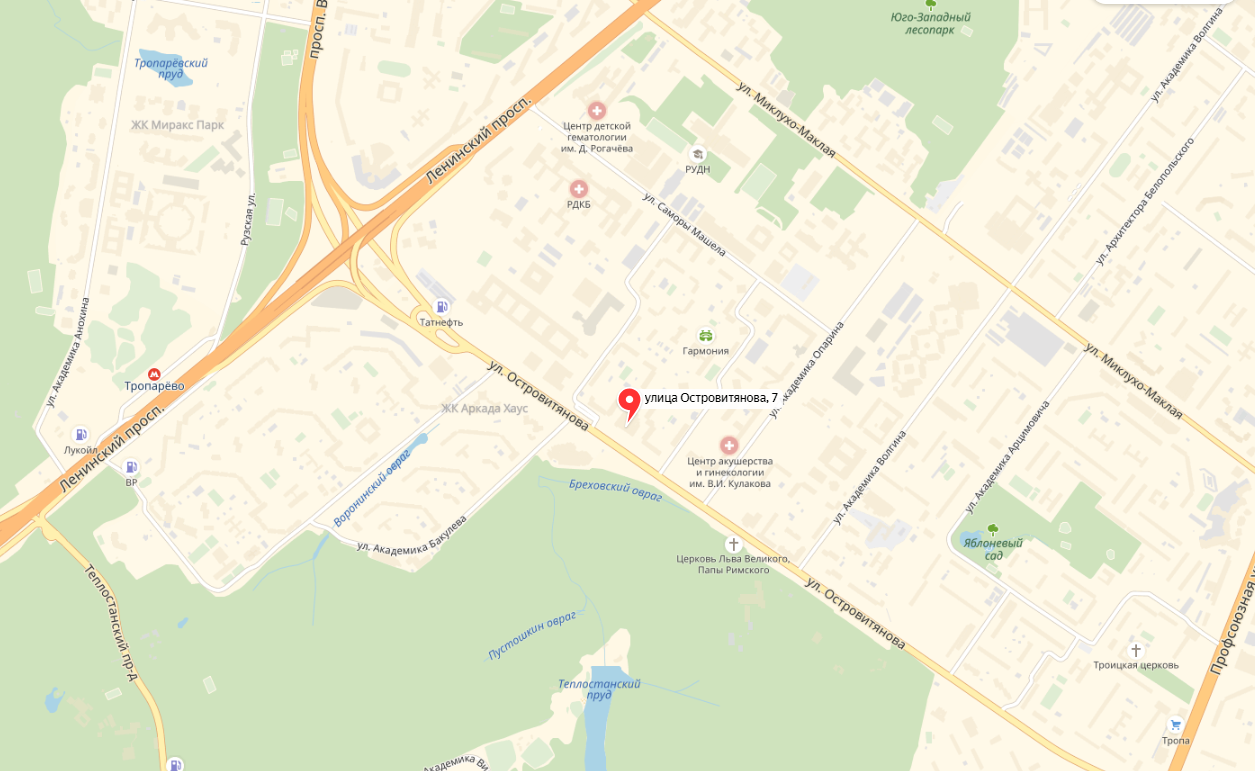 Юго-Западный
лесопарк
просп. В
ул. Академика Волгина
Тропарёвский
пруд
ул. Миклухо-Маклая
Ленинский просп.
ЖК Миракс Парк
Центр детской
гематологии
им. Д. Рогачёва
РУДН
РДКБ
ул. Саморы Машела
Рузская ул.
ул. Архитектора Белопольского
ул. Академика Анохина
Татнефть
Гармония
ул. Академика Опарина
ул. Миклухо-Маклая
Тропарёво
ул. Островитянова
улица Островитянова, 7
ЖК Аркада Хаус
Ленинский просп.
Лукойл
ВР
Воронинский овраг
Центр акушерства
и гинекологии
им. В.И. Кулакова
ул. Академика Волгина
ул. Академика Арцимовича
Бреховский овраг
ул. Академика Бакулева
Яблоневый
сад
Церковь Льва Великого,
Папы Римского
Теплостанский пр-д
ул. Островитянова
Пустошкин овраг
Профсоюзная у
Троицкая церковь
Теплостанский
пруд
Тропа
Академика Ви